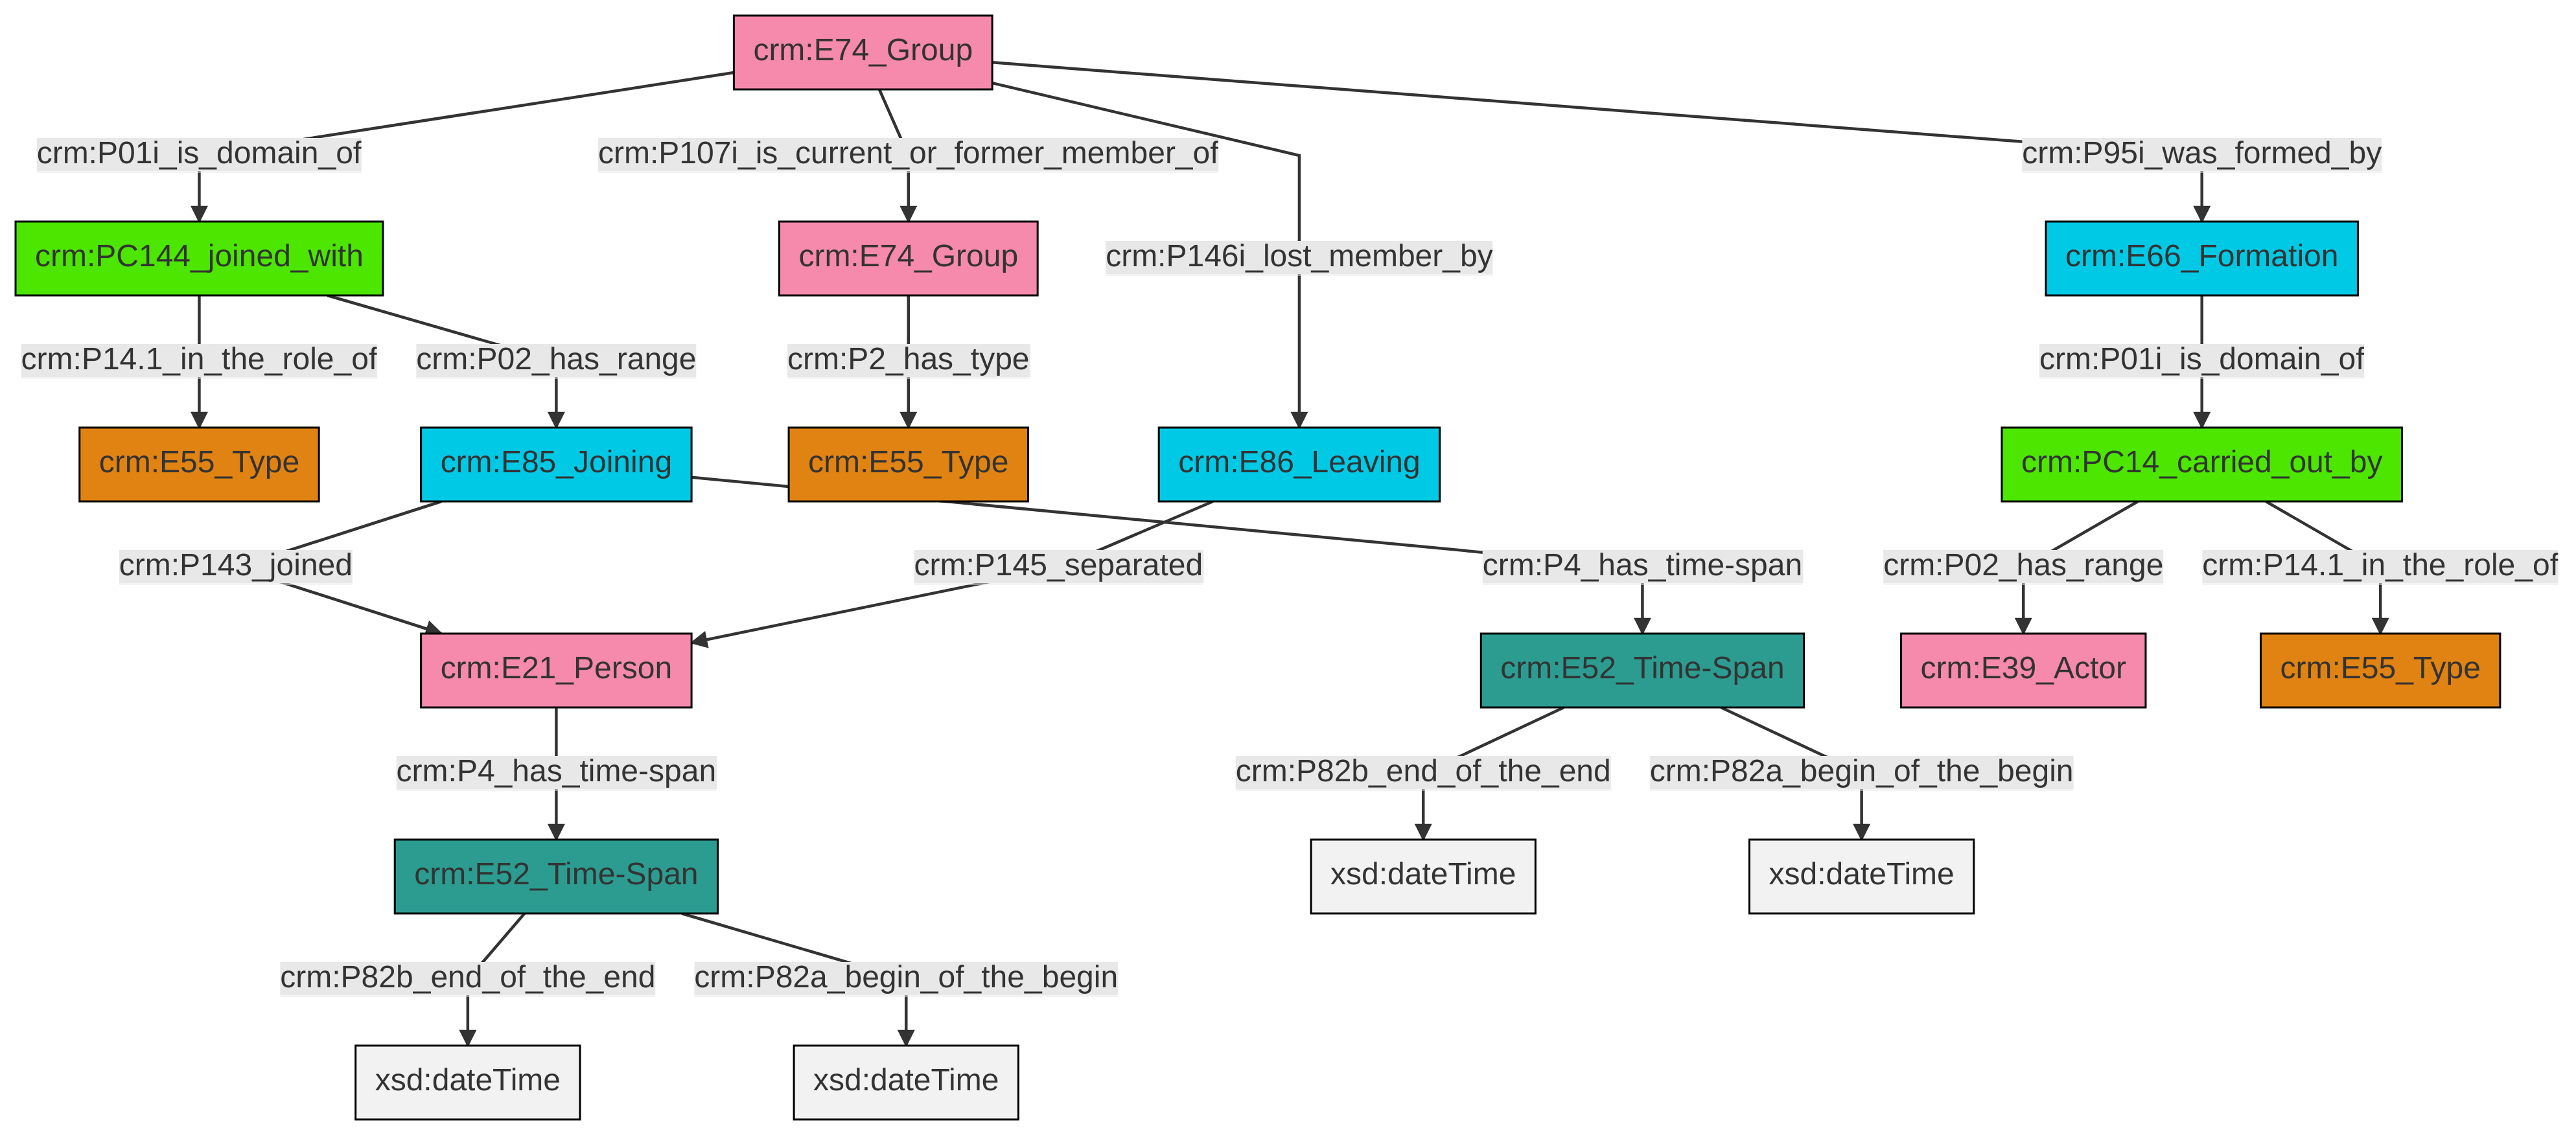 crm:E74_Group
crm:P01i_is_domain_of
crm:P107i_is_current_or_former_member_of
crm:P95i_was_formed_by
crm:PC144_joined_with
crm:E74_Group
crm:P146i_lost_member_by
crm:E66_Formation
crm:P14.1_in_the_role_of
crm:P02_has_range
crm:P2_has_type
crm:P01i_is_domain_of
crm:E55_Type
crm:E85_Joining
crm:E55_Type
crm:E86_Leaving
crm:PC14_carried_out_by
crm:P143_joined
crm:P145_separated
crm:P4_has_time-span
crm:P02_has_range
crm:P14.1_in_the_role_of
crm:E21_Person
crm:E52_Time-Span
crm:E39_Actor
crm:E55_Type
crm:P4_has_time-span
crm:P82b_end_of_the_end
crm:P82a_begin_of_the_begin
crm:E52_Time-Span
xsd:dateTime
xsd:dateTime
crm:P82b_end_of_the_end
crm:P82a_begin_of_the_begin
xsd:dateTime
xsd:dateTime